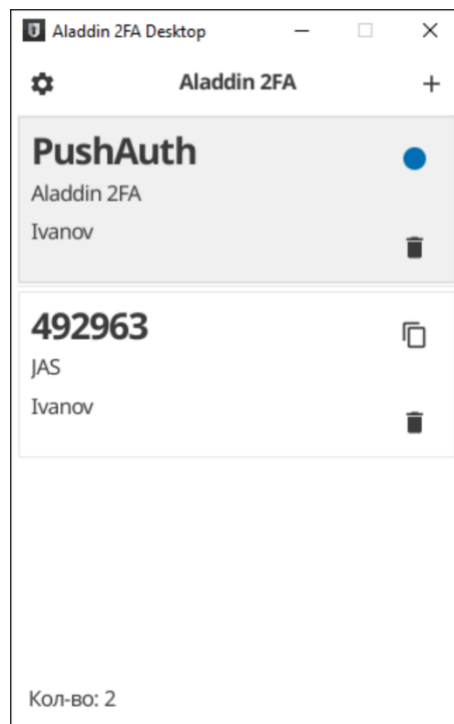 Aladdin 2FA Desktop
Aladdin 2FA
PushAuth
Aladdin 2FA
Ivanov
492963
JAS
Ivanov
Кол-во: 2